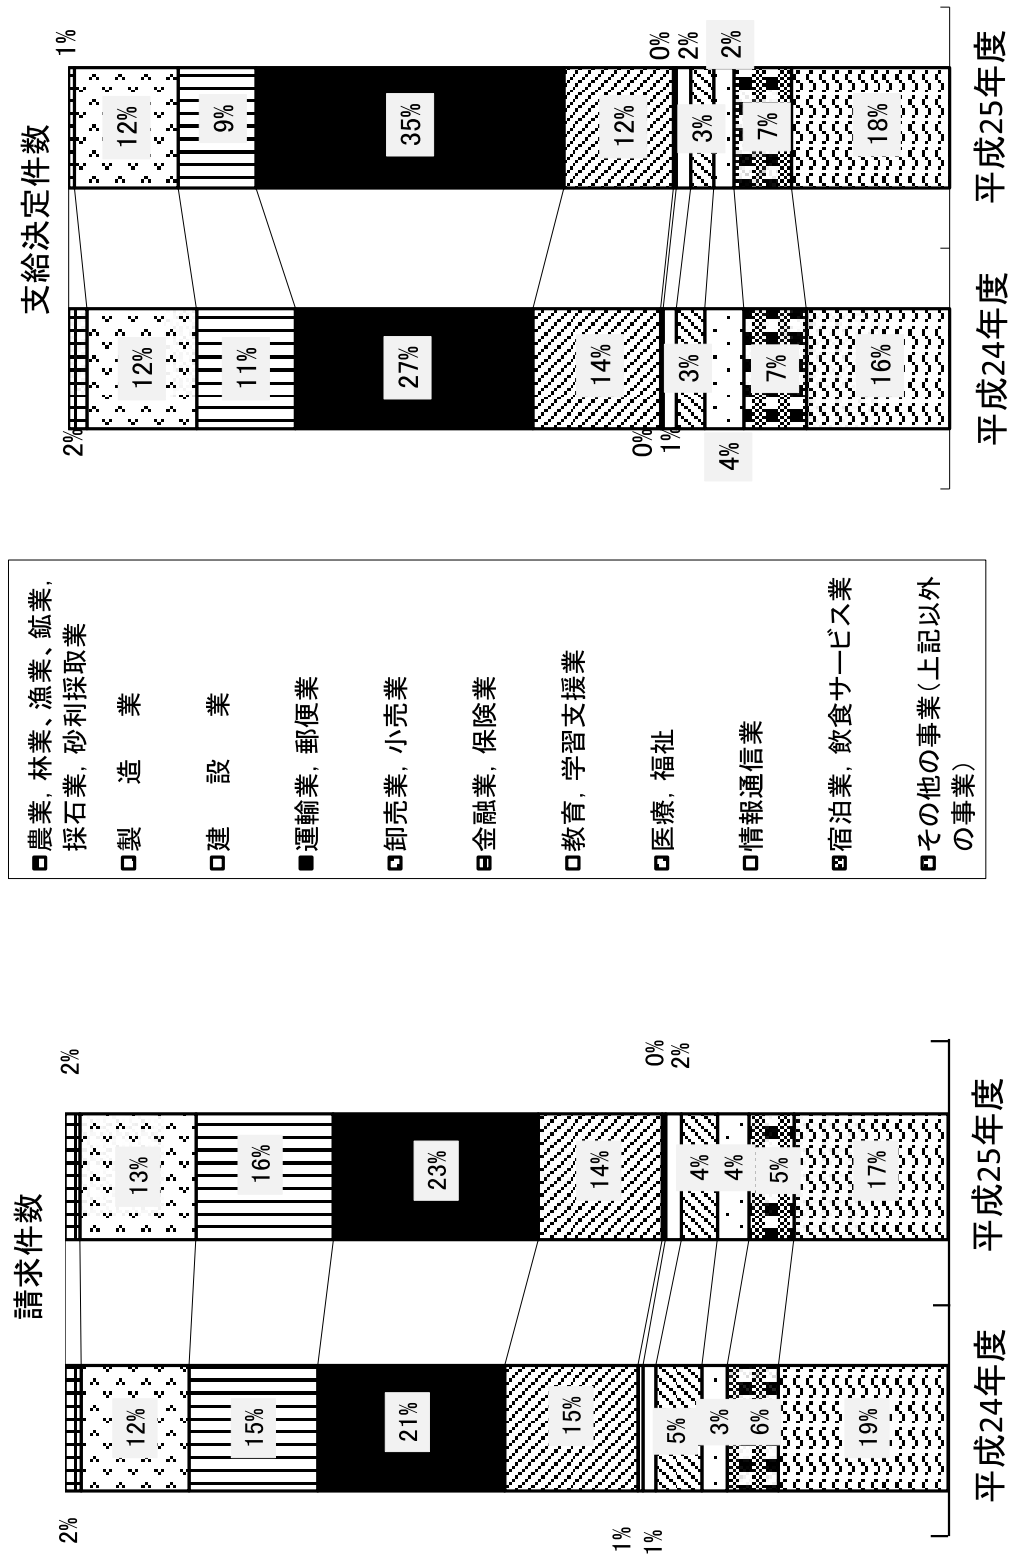 請求件数
2%
12%
15%
21%
15%
1%
1%
5%
3%
6%
19%
平成24年度
2%
13%
16%
23%
14%
0%
2%
4%
4%
5%
17%
平成25年度
農業，林業、漁業、鉱業，
採石業，砂利採取業
製　造　業
建　設　業
運輸業，郵便業
卸売業，小売業
金融業，保険業
教育，学習支援業
医療，福祉
情報通信業
宿泊業，飲食サービス業
その他の事業（上記以外
の事業）
支給決定件数
2%
12%
11%
27%
14%
0%
1%
3%
4%
7%
16%
平成24年度
1%
12%
9%
35%
12%
0%
2%
3%
2%
7%
18%
平成25年度